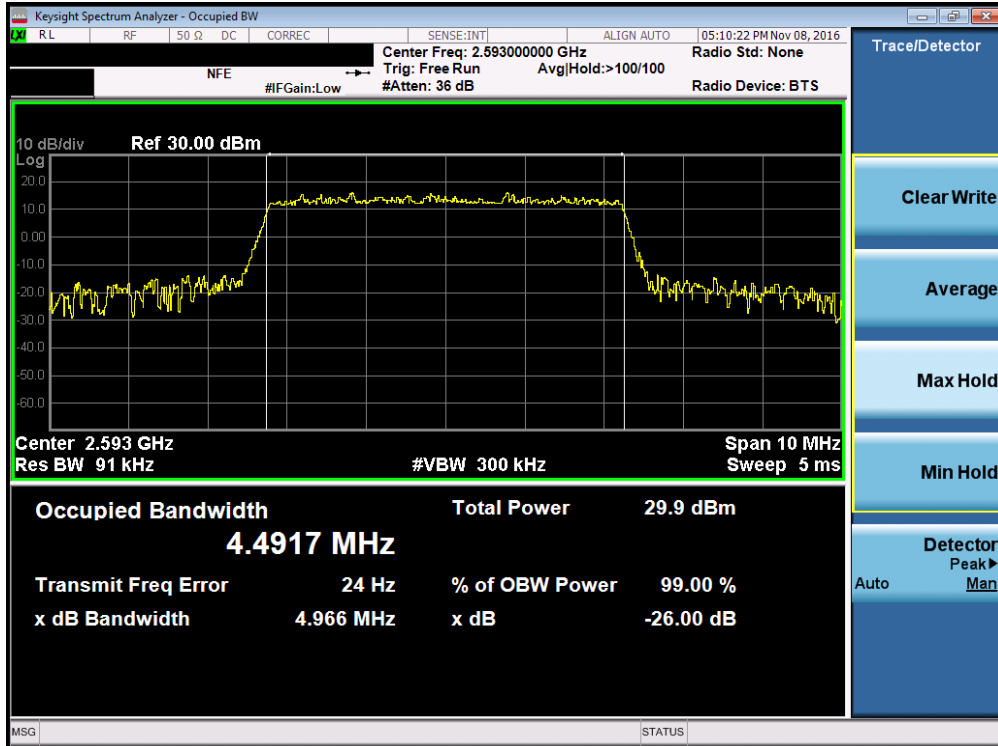 Keysight Spectrum Analyzer - Occupied BW
LXI RL RF 50 Ω DC CORREC SENSE:INT ALIGN AUTO 05:10:22 PM Nov 08, 2016
Center Freq: 2.593000000 GHz Radio Std: None
NFE Trig: Free Run Avg|Hold:>100/100
#IFGain:Low #Atten: 36 dB Radio Device: BTS
10 dB/div Ref 30.00 dBm
Log
20.0
10.0
0.00
-10.0
-20.0
-30.0
-40.0
-50.0
-60.0
Center 2.593 GHz Span 10 MHz
Res BW 91 kHz #VBW 300 kHz Sweep 5 ms
Occupied Bandwidth Total Power 29.9 dBm
4.4917 MHz
Transmit Freq Error 24 Hz % of OBW Power 99.00 %
x dB Bandwidth 4.966 MHz x dB -26.00 dB
MSG STATUS
Trace/Detector
Clear Write
Average
Max Hold
Min Hold
Detector
Peak▶
Auto Man